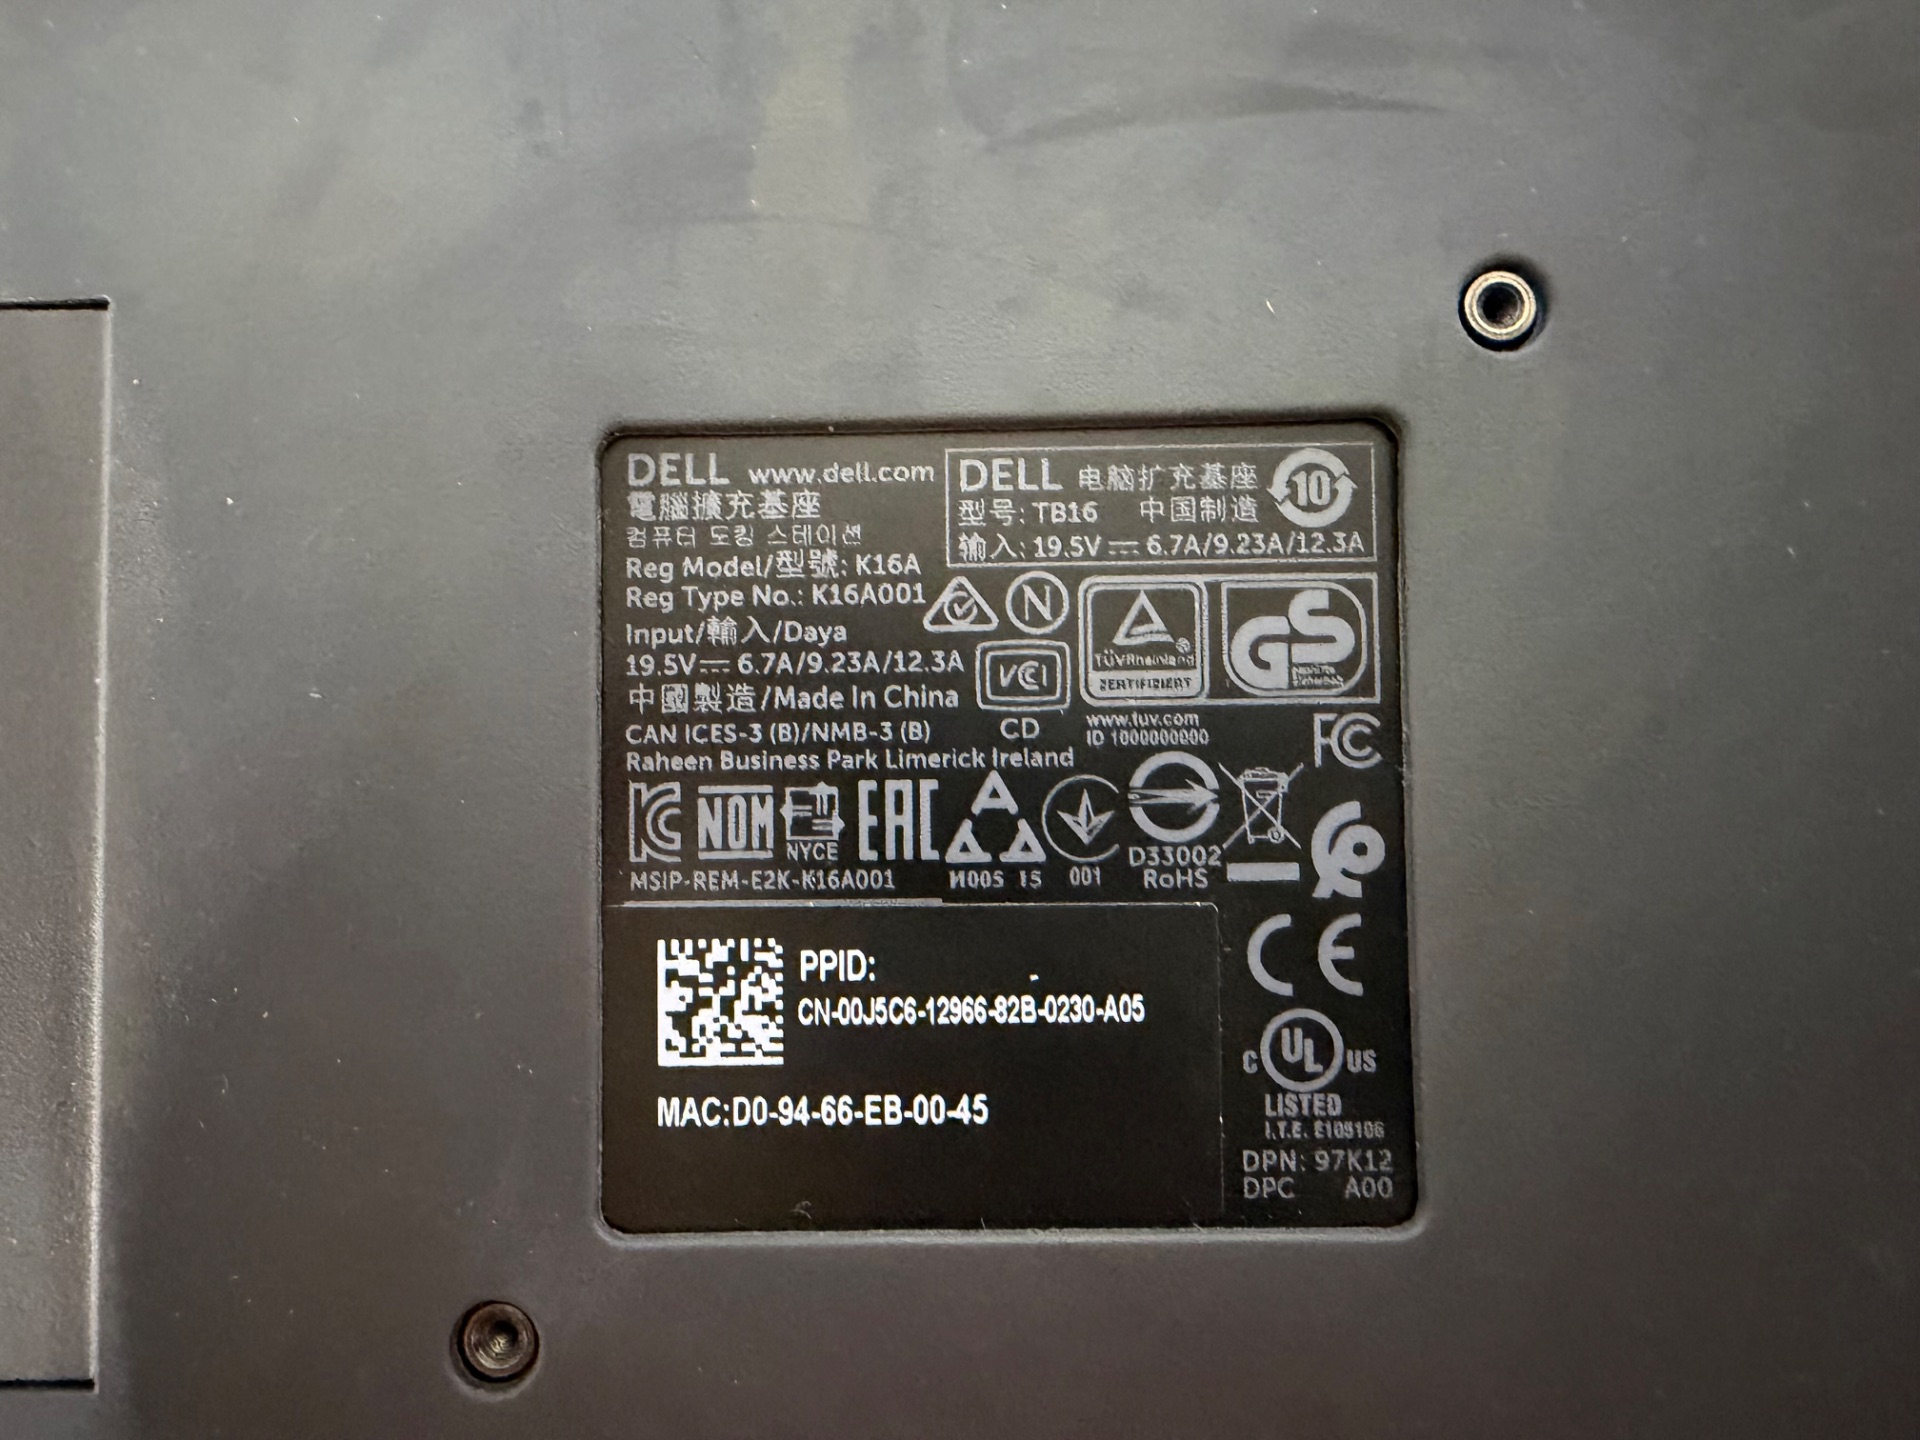 DELL www.dell.com
電腦擴充基座
컴퓨터 도킹 스테이션
Reg Model/型號: K16A
Reg Type No.: K16A001
Input/輸入/Daya
19.5V⎓ 6.7A/9.23A/12.3A
中國製造/Made In China
CAN ICES-3 (B)/NMB-3 (B)
Raheen Business Park Limerick Ireland
DELL 电脑扩充基座
10
型号: TB16 中国制造
输入: 19.5V⎓ 6.7A/9.23A/12.3A
N
VCI
CD
TÜVRheinland
ZERTIFIZIERT
GS
www.tuv.com
ID 1000000000
FC
KC NOM NYCE EAC
D33002
RoHS
MSIP-REM-E2K-K16A001
И005 15 001
CE
PPID:
CN-00J5C6-12966-82B-0230-A05
MAC:D0-94-66-EB-00-45
C UL US
LISTED
I.T.E. E109106
DPN: 97K12
DPC A00